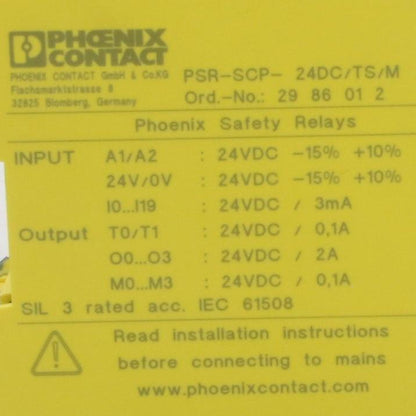 PHOENIX
CONTACT
PHOENIX CONTACT GmbH & Co.KG
Flachsmarktstrasse 8
32825 Blomberg, Germany
PSR-SCP- 24DC/TS/M
Ord.-No.: 29 86 01 2
Phoenix Safety Relays
INPUT A1/A2 : 24VDC -15% +10%
24V/0V : 24VDC -15% +10%
I0...I19 : 24VDC / 3mA
Output T0/T1 : 24VDC / 0,1A
O0...O3 : 24VDC / 2A
M0...M3 : 24VDC / 0,1A
SIL 3 rated acc. IEC 61508
Read installation instructions
before connecting to mains
www.phoenixcontact.com